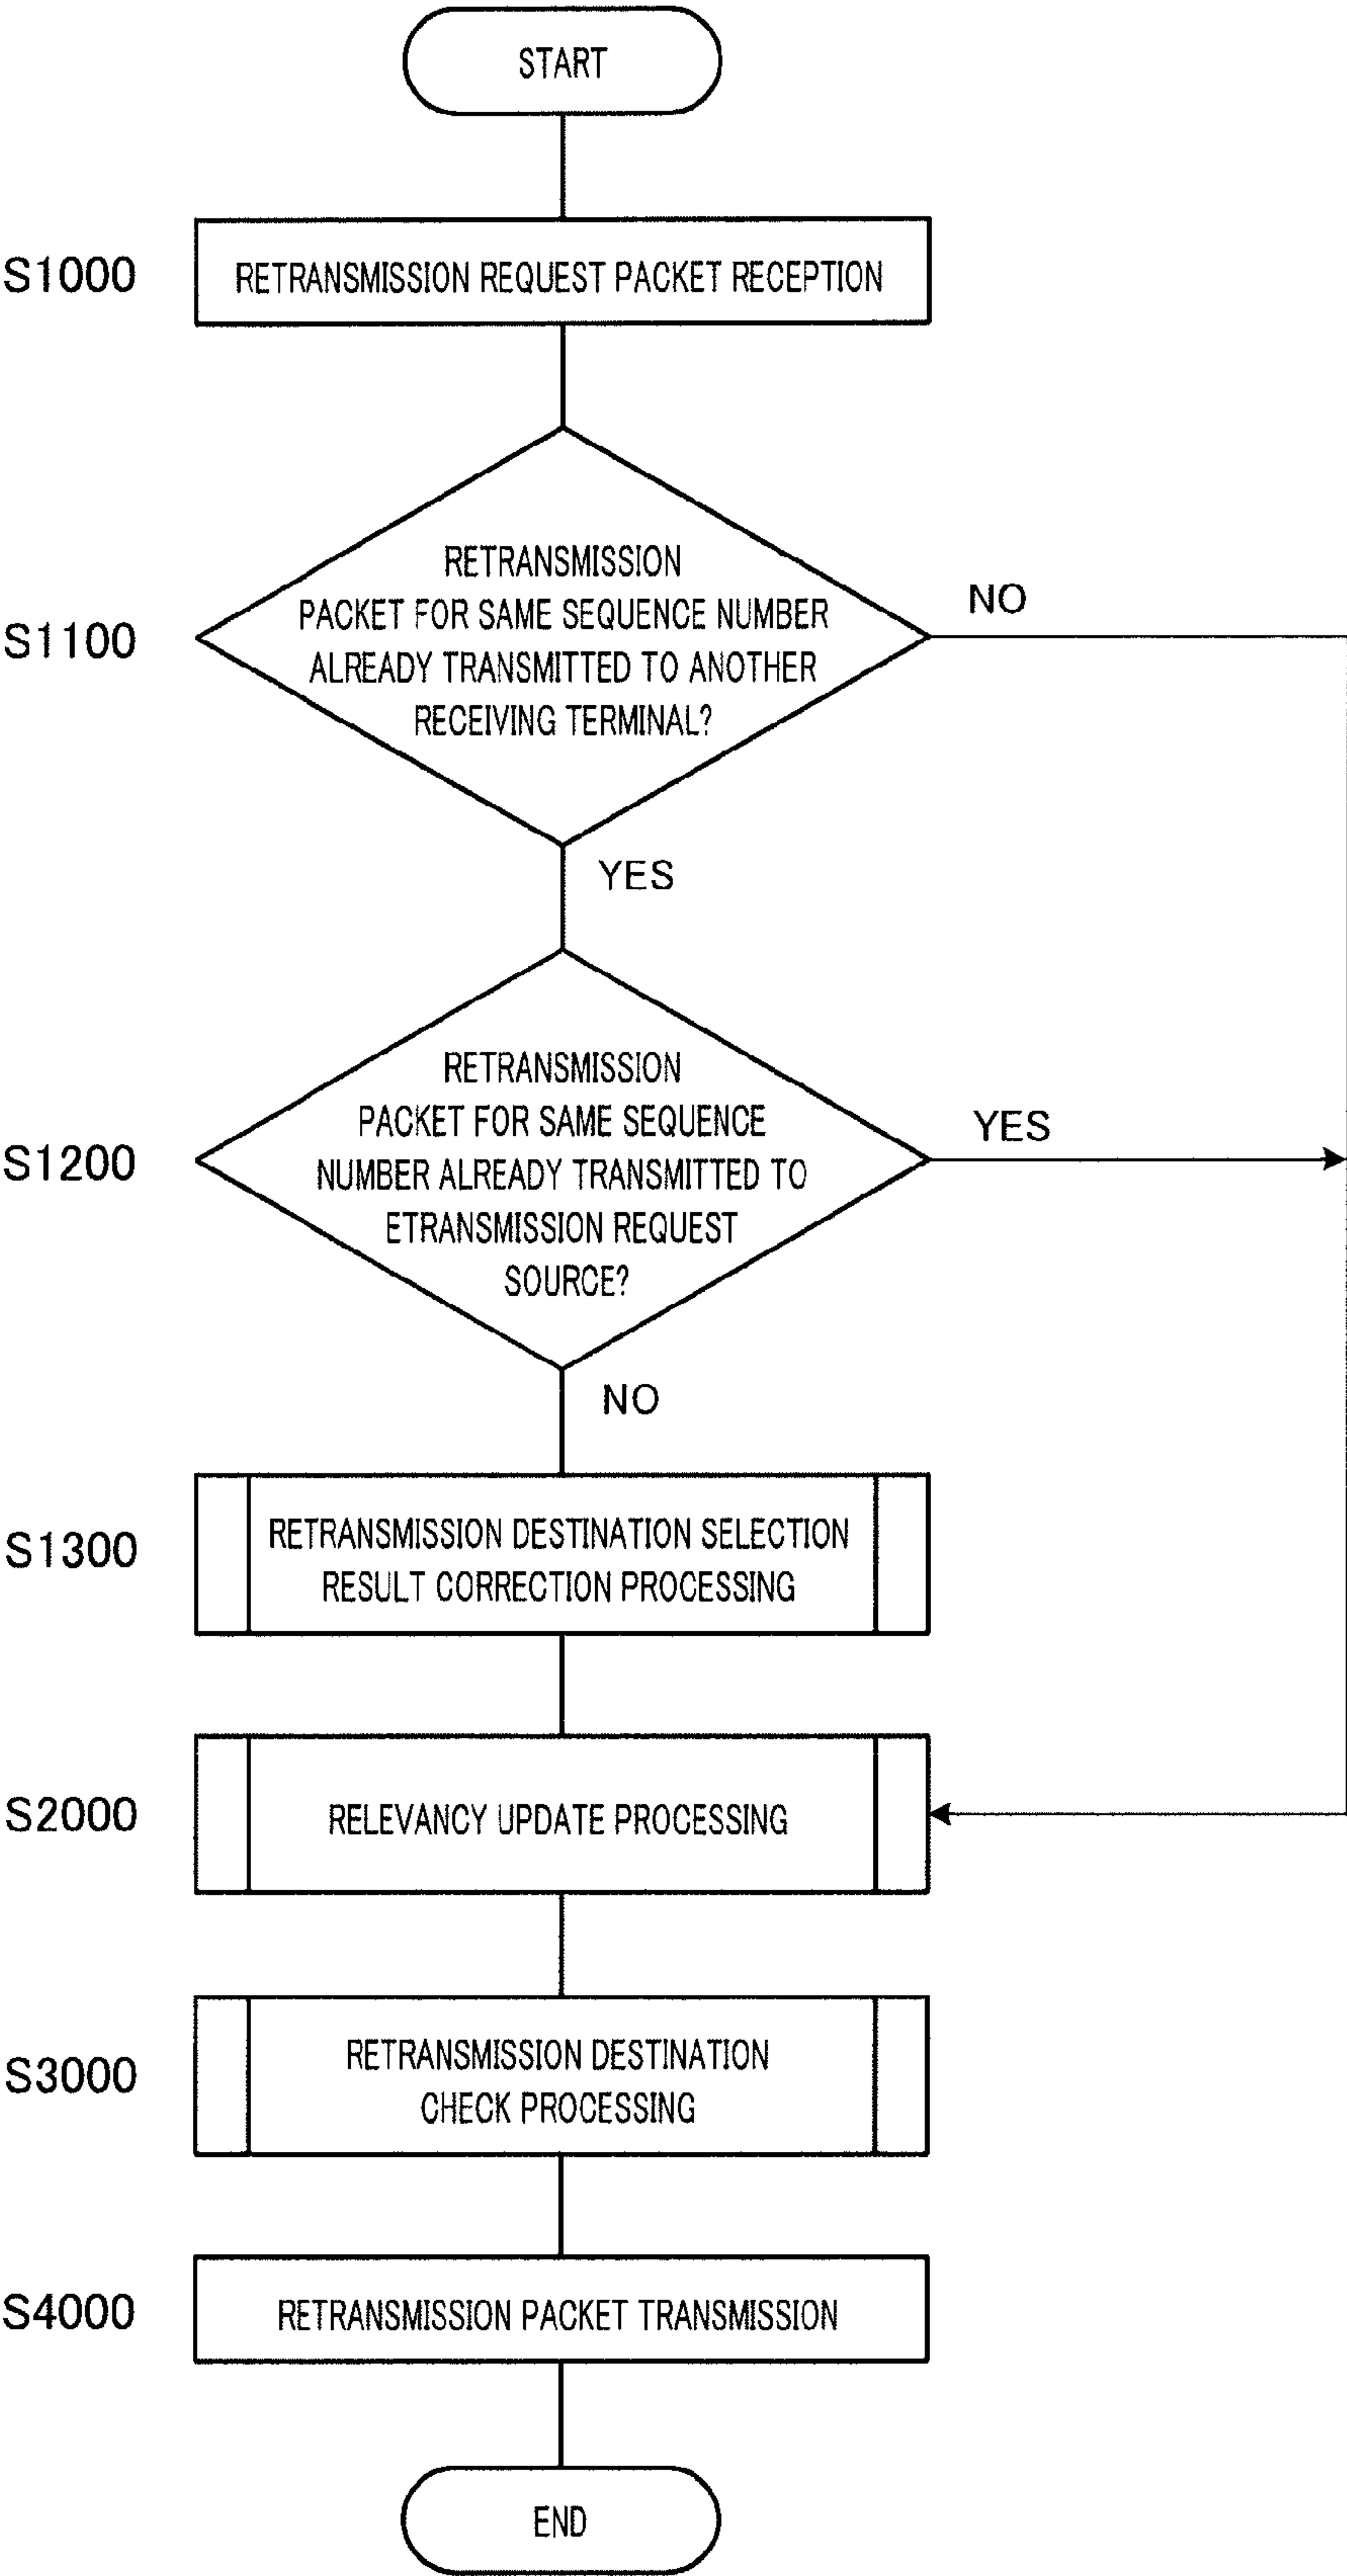 START
S1000
RETRANSMISSION REQUEST PACKET RECEPTION
S1100
RETRANSMISSION
PACKET FOR SAME SEQUENCE NUMBER
ALREADY TRANSMITTED TO ANOTHER
RECEIVING TERMINAL?
NO
YES
S1200
RETRANSMISSION
PACKET FOR SAME SEQUENCE
NUMBER ALREADY TRANSMITTED TO
ETRANSMISSION REQUEST
SOURCE?
YES
NO
S1300
RETRANSMISSION DESTINATION SELECTION
RESULT CORRECTION PROCESSING
S2000
RELEVANCY UPDATE PROCESSING
S3000
RETRANSMISSION DESTINATION
CHECK PROCESSING
S4000
RETRANSMISSION PACKET TRANSMISSION
END